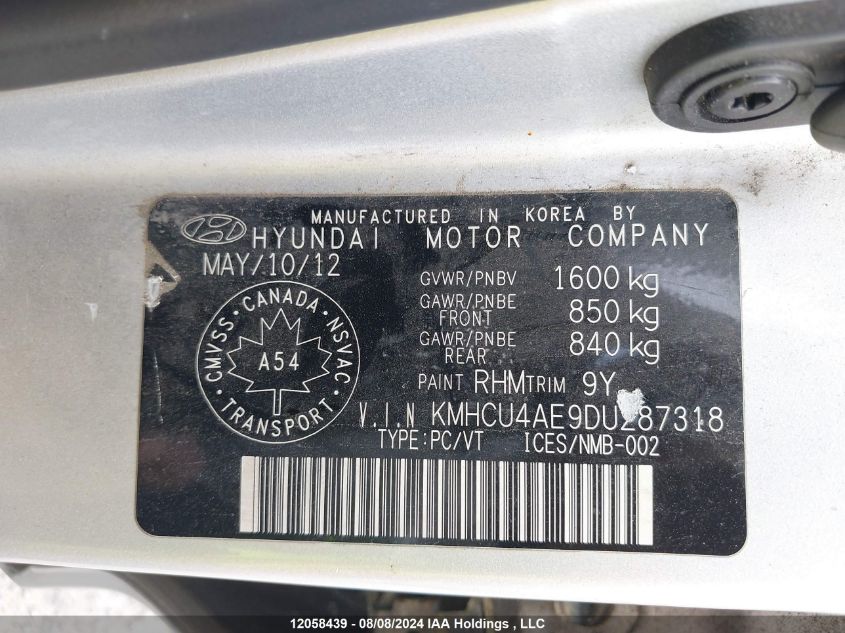 MANUFACTURED IN KOREA BY
HYUNDAI MOTOR COMPANY
MAY/10/12
GVWR/PNBV 1600 kg
GAWR/PNBE FRONT 850 kg
GAWR/PNBE REAR 840 kg
CMVSS · CANADA · NSVAC · TRANSPORT ·
A54
PAINT RHM TRIM 9Y
V.I.N KMHCU4AE9DU287318
TYPE:PC/VT ICES/NMB-002
12058439 - 08/08/2024 IAA Holdings , LLC